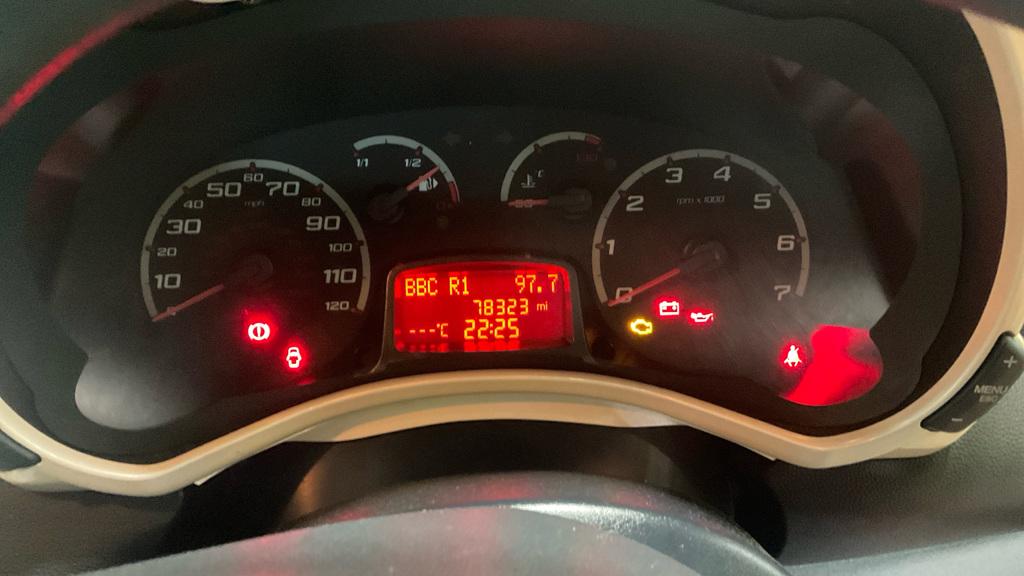 10 20 30 40 50 60 70 80 90 100 110 120
mph
1/1 1/2
°C
0 1 2 3 4 5 6 7
rpm x 1000
BBC R1 97.7
78323 mi
---°C 22:25
+
MENU
ESC
-